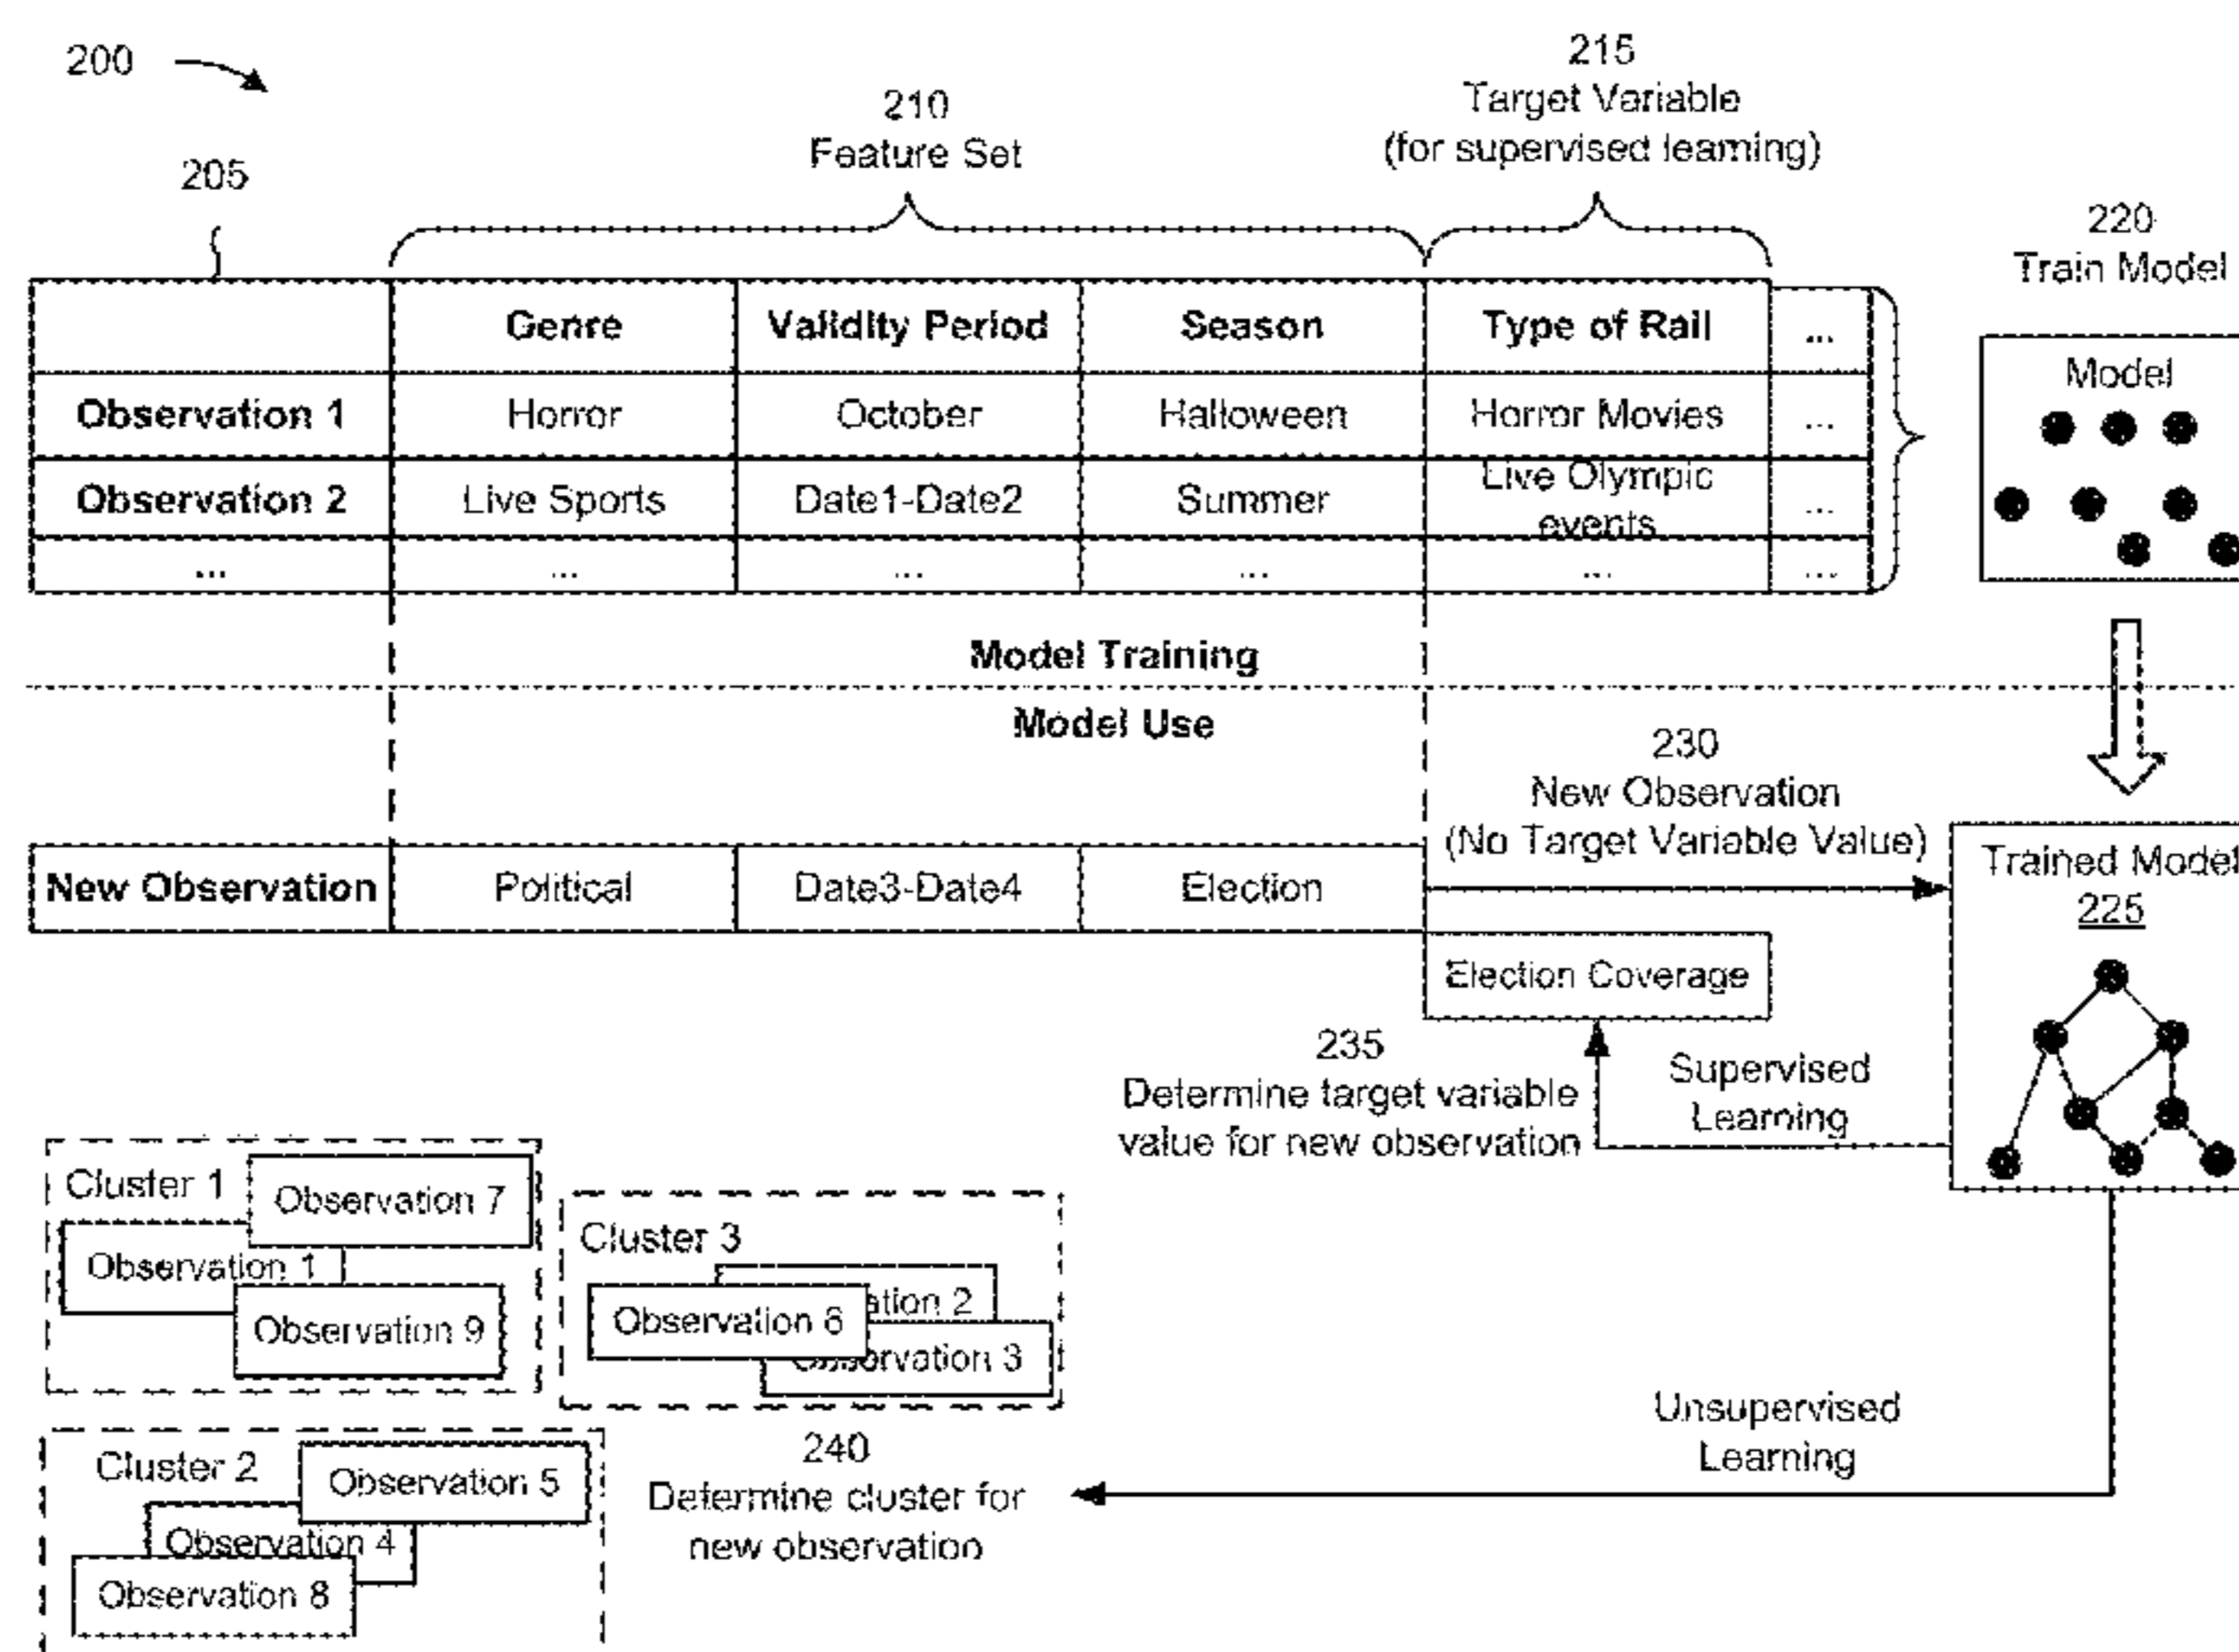 200
205
210
Feature Set
215
Target Variable
(for supervised learning)
220
Train Model
Genre Validity Period Season Type of Rail ...
Observation 1 Horror October Halloween Horror Movies ...
Observation 2 Live Sports Date1-Date2 Summer Live Olympic events ...
... ... ... ... ... ...
Model
Model Training
Model Use
230
New Observation
(No Target Variable Value)
New Observation Political Date3-Date4 Election
Trained Model
225
Election Coverage
235
Determine target variable
value for new observation
Supervised
Learning
Cluster 1
Observation 7
Observation 1
Observation 9
Cluster 3
ation 2
Observation 6
Observation 3
Unsupervised
Learning
Cluster 2
Observation 5
Observation 4
Observation 8
240
Determine cluster for
new observation